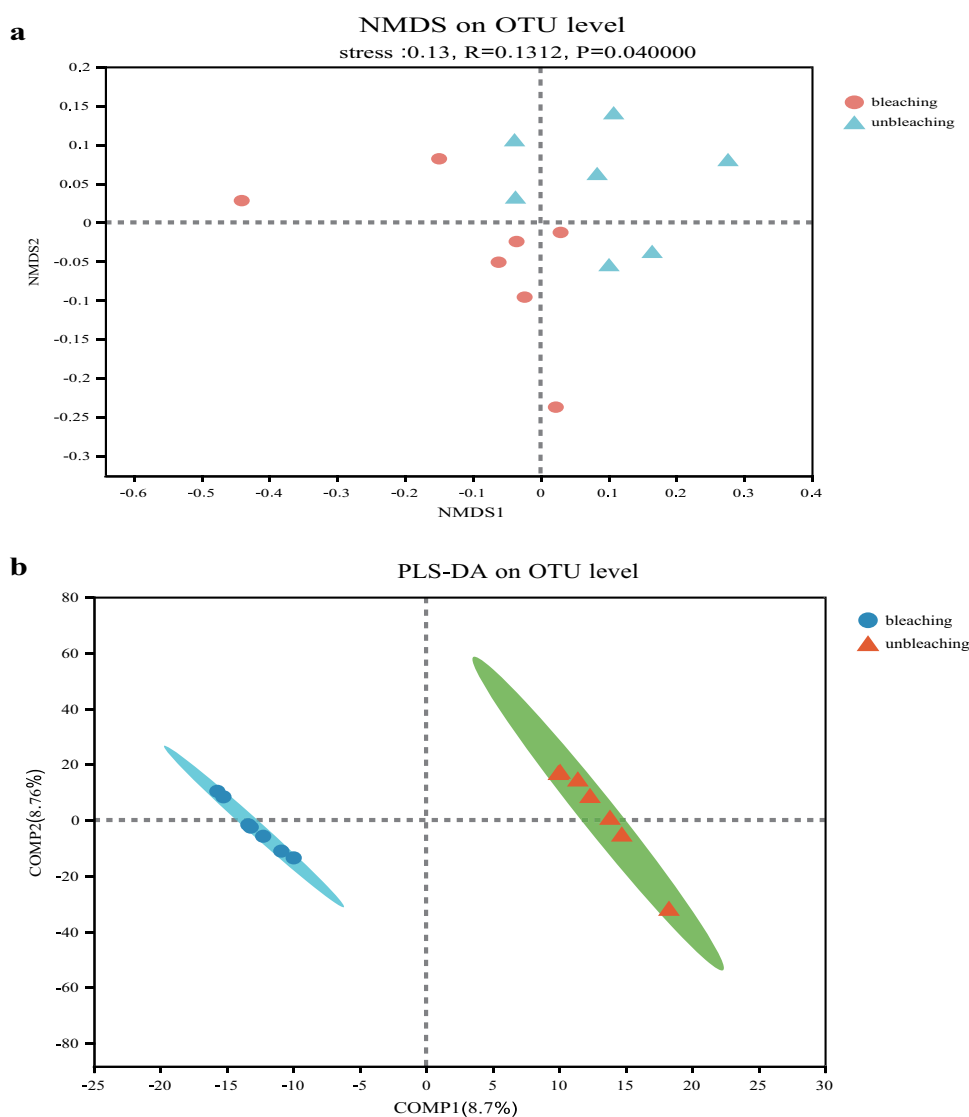 a
NMDS on OTU level
stress :0.13, R=0.1312, P=0.040000
0.2
0.15
0.1
0.05
0
-0.05
-0.1
-0.15
-0.2
-0.25
-0.3
NMDS2
-0.6 -0.5 -0.4 -0.3 -0.2 -0.1 0 0.1 0.2 0.3 0.4
NMDS1
bleaching
unbleaching
b
PLS-DA on OTU level
80
60
40
20
0
-20
-40
-60
-80
COMP2(8.76%)
-25 -20 -15 -10 -5 0 5 10 15 20 25 30
COMP1(8.7%)
bleaching
unbleaching